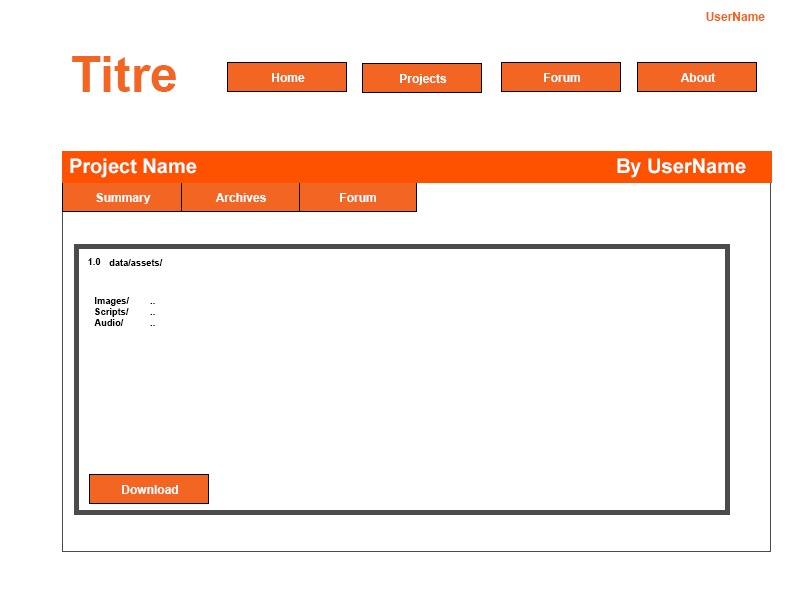 UserName
Titre
Home Projects Forum About
Project Name By UserName
Summary Archives Forum
1.0 data/assets/
Images/ ..
Scripts/ ..
Audio/ ..
Download